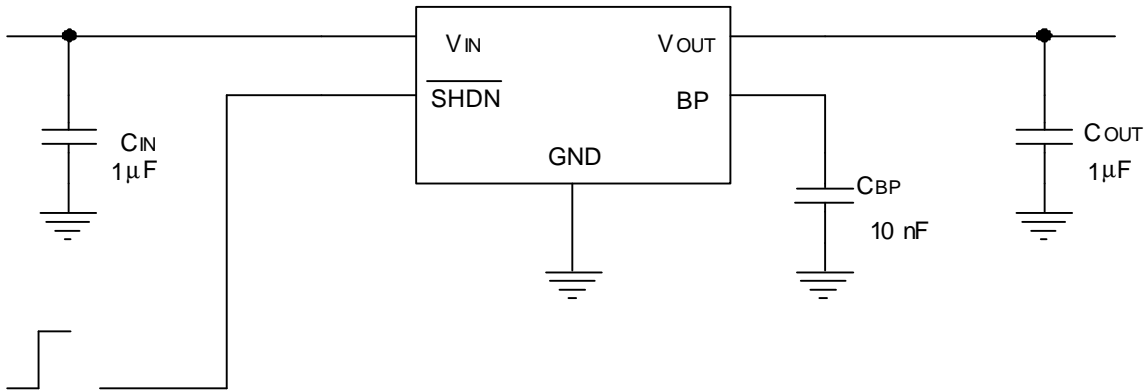 VIN
VOUT
SHDN
BP
CIN
1µF
GND
COUT
1µF
CBP
10 nF